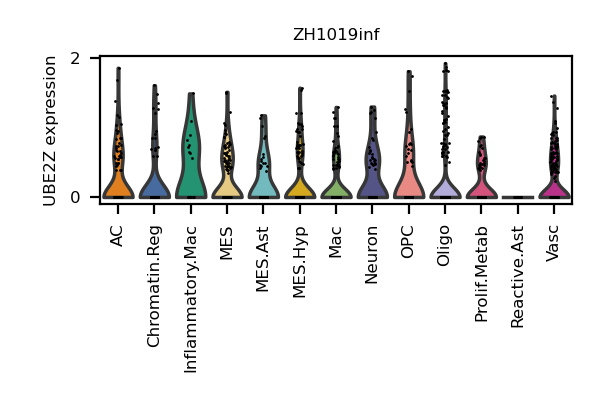 ZH1019inf
UBE2Z expression
2
0
AC
Chromatin.Reg
Inflammatory.Mac
MES
MES.Ast
MES.Hyp
Mac
Neuron
OPC
Oligo
Prolif.Metab
Reactive.Ast
Vasc